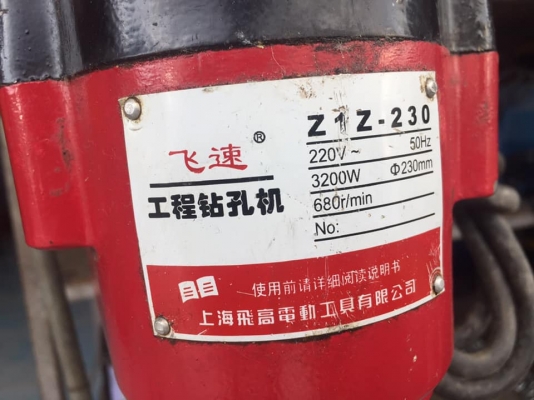 飞速®
工程钻孔机
Z1Z-230
220V~ 50Hz
3200W Φ230mm
680r/min
No:
使用前请详细阅读说明书
上海飛高電動工具有限公司